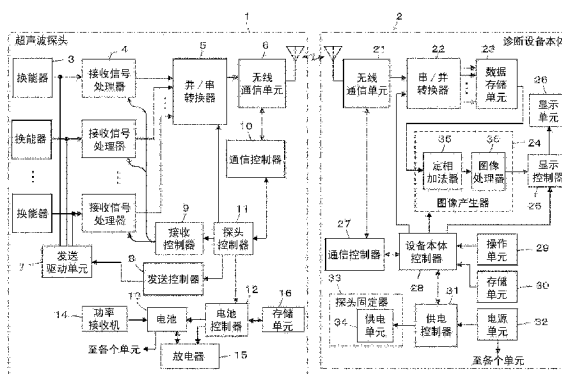 1
2
超声波探头
诊断设备本体
3
4
5
6
21
22
23
换能器
接收信号
处理器
并/串
转换器
无线
通信单元
无线
通信单元
串/并
转换器
数据
存储单元
26
显示
单元
换能器
接收信号
处理器
10
通信控制器
35
36
24
定相
加法器
图像
处理器
显示
控制器
25
图像产生器
换能器
接收信号
处理器
9
11
接收
控制器
探头
控制器
27
通信控制器
设备本体
控制器
28
操作
单元
29
7
发送
驱动单元
8
发送控制器
存储
单元
30
33
31
探头固定器
34
供电
单元
供电
控制器
电源
单元
32
至各个单元
12
13
14
功率
接收机
电池
电池
控制器
16
存储
单元
至各个单元
放电器
15